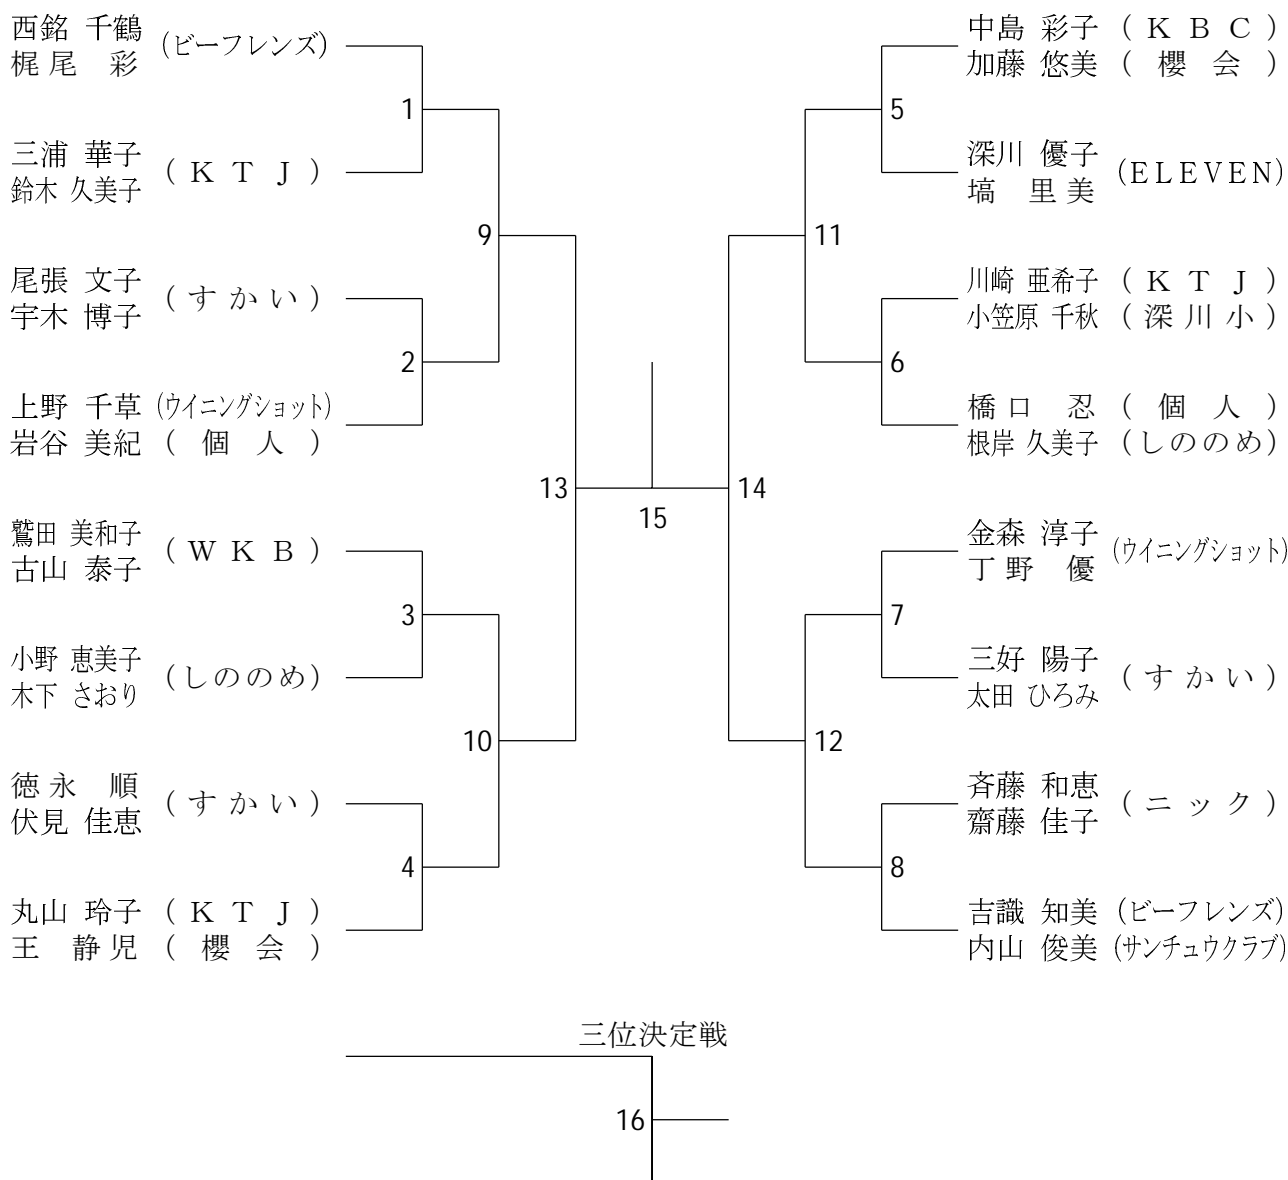 西銘 千鶴 (ビーフレンズ)
梶尾 彩
1
三浦 華子 (KTJ)
鈴木 久美子
9
尾張 文子 (すかい)
宇木 博子
2
上野 千草 (ウイニングショット)
岩谷 美紀 (個人)
13
鷲田 美和子 (WKB)
古山 泰子
3
小野 恵美子 (しののめ)
木下 さおり
10
徳永 順 (すかい)
伏見 佳恵
4
丸山 玲子 (KTJ)
王 静児 (櫻会)
15
中島 彩子 (KBC)
加藤 悠美 (櫻会)
5
深川 優子 (ELEVEN)
塙 里美
11
川崎 亜希子 (KTJ)
小笠原 千秋 (深川小)
6
橋口 忍 (個人)
根岸 久美子 (しののめ)
14
金森 淳子 (ウイニングショット)
丁野 優
7
三好 陽子 (すかい)
太田 ひろみ
12
斉藤 和恵 (ニック)
齋藤 佳子
8
吉識 知美 (ビーフレンズ)
内山 俊美 (サンチュウクラブ)
三位決定戦
16